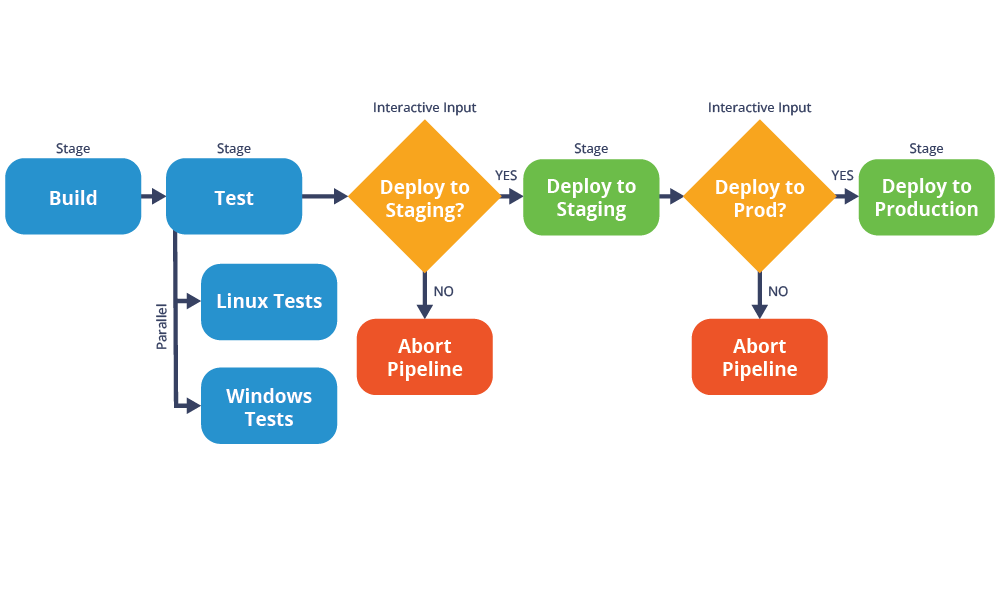 Interactive Input
Interactive Input
Stage
Stage
Stage
Stage
Build
Test
Deploy to
Staging?
YES
Deploy to
Staging
Deploy to
Prod?
YES
Deploy to
Production
Parallel
Linux Tests
Windows
Tests
NO
Abort
Pipeline
NO
Abort
Pipeline